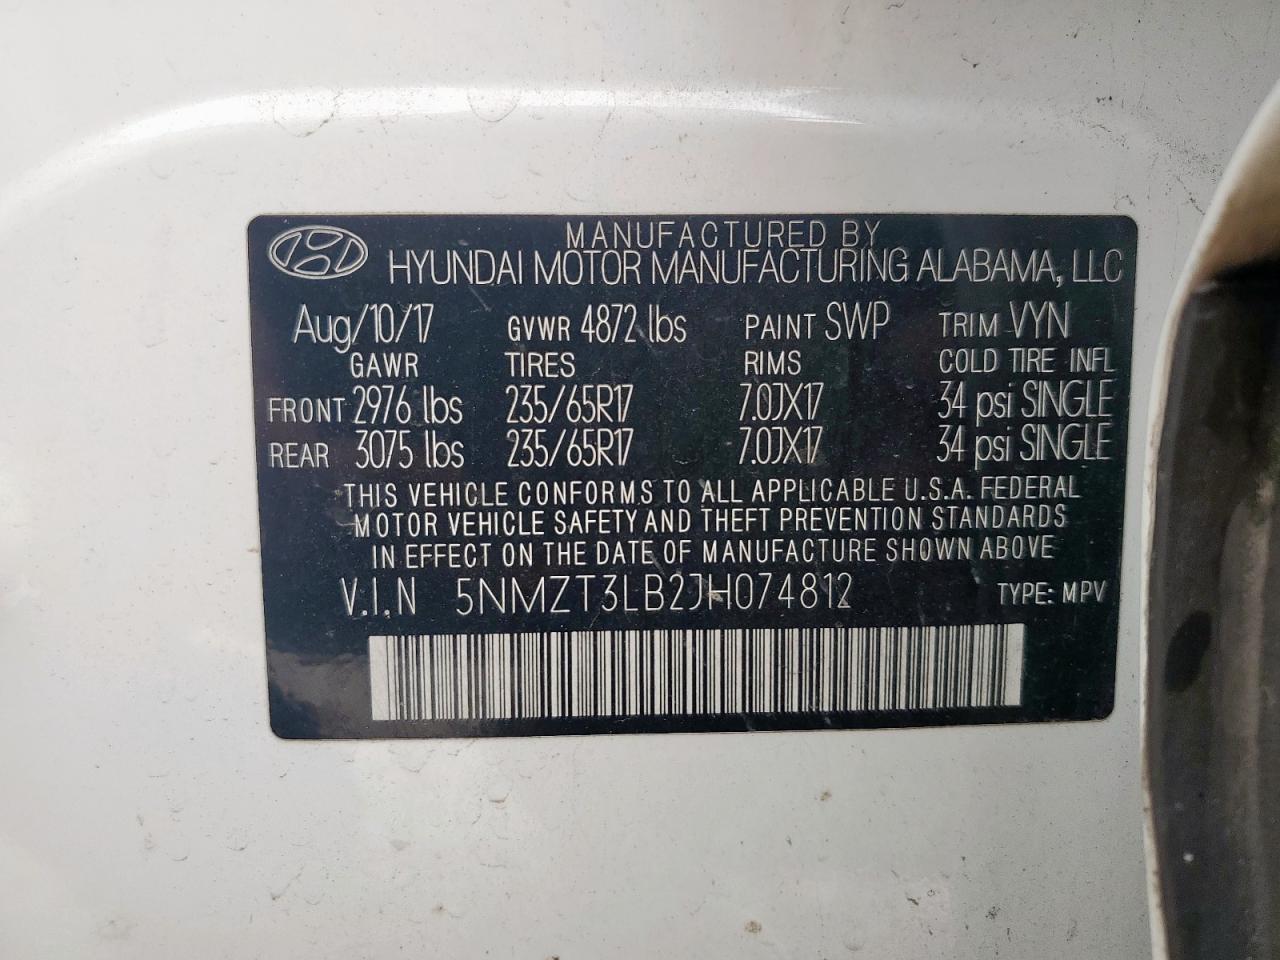 MANUFACTURED BY
HYUNDAI MOTOR MANUFACTURING ALABAMA, LLC
Aug/10/17 GVWR 4872 lbs PAINT SWP TRIM VYN
GAWR TIRES RIMS COLD TIRE INFL
FRONT 2976 lbs 235/65R17 7.0JX17 34 psi SINGLE
REAR 3075 lbs 235/65R17 7.0JX17 34 psi SINGLE
THIS VEHICLE CONFORMS TO ALL APPLICABLE U.S.A. FEDERAL
MOTOR VEHICLE SAFETY AND THEFT PREVENTION STANDARDS
IN EFFECT ON THE DATE OF MANUFACTURE SHOWN ABOVE
V.I.N 5NMZT3LB2JH074812 TYPE: MPV